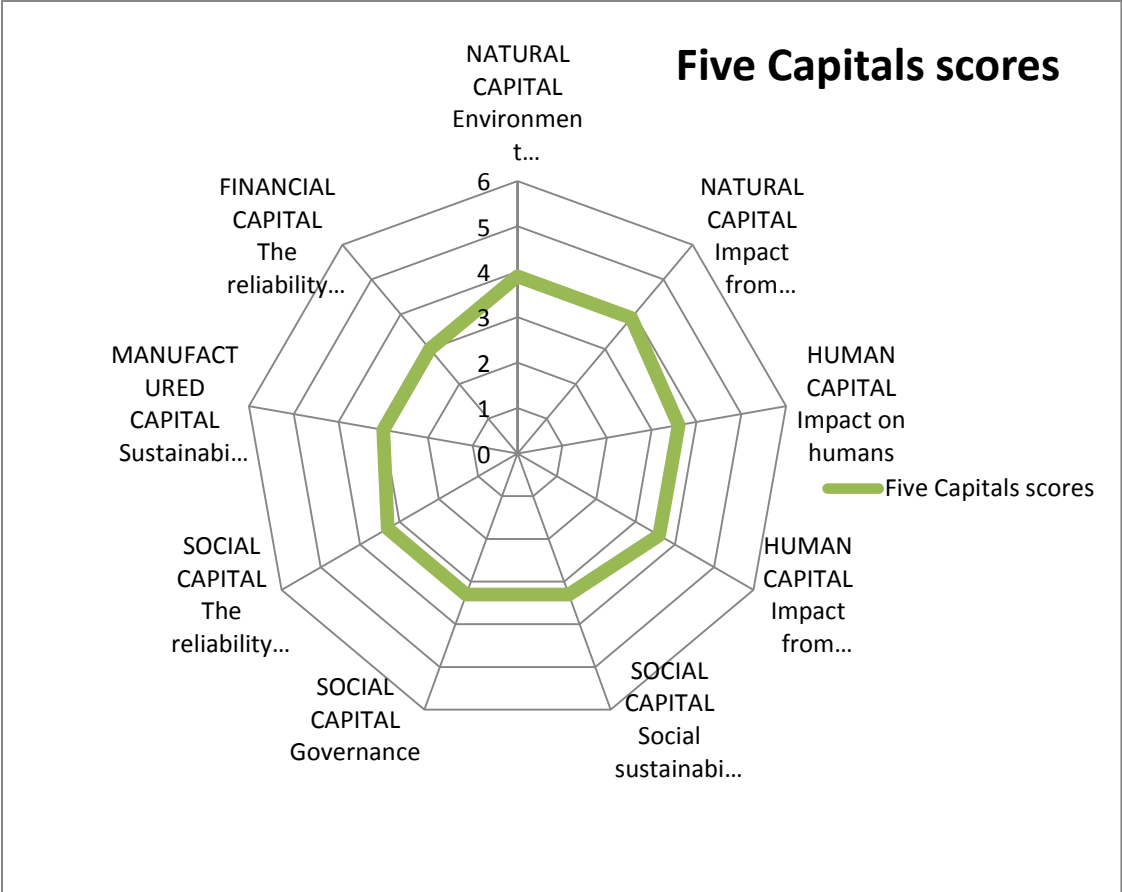 Five Capitals scores
NATURAL
CAPITAL
Environmen
t...
NATURAL
CAPITAL
Impact
from...
HUMAN
CAPITAL
Impact on
humans
HUMAN
CAPITAL
Impact
from...
SOCIAL
CAPITAL
Social
sustainabi...
SOCIAL
CAPITAL
Governance
SOCIAL
CAPITAL
The
reliability...
MANUFACT
URED
CAPITAL
Sustainabi...
FINANCIAL
CAPITAL
The
reliability...
6
5
4
3
2
1
0
Five Capitals scores